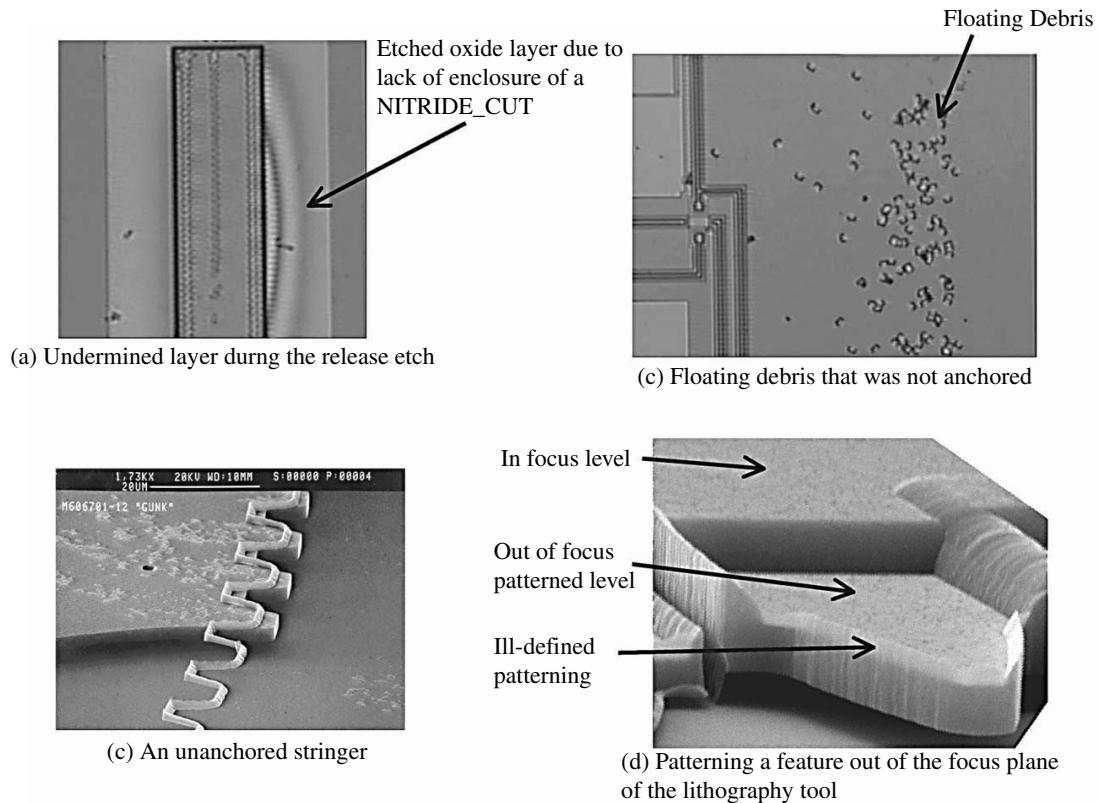 Etched oxide layer due to
lack of enclosure of a
NITRIDE_CUT
(a) Undermined layer durng the release etch
Floating Debris
(c) Floating debris that was not anchored
1,73KX 20KV WD:10MM S:00000 P:00004
20UM
M606701-12 "GUNK"
(c) An unanchored stringer
In focus level
Out of focus
patterned level
Ill-defined
patterning
(d) Patterning a feature out of the focus plane
of the lithography tool